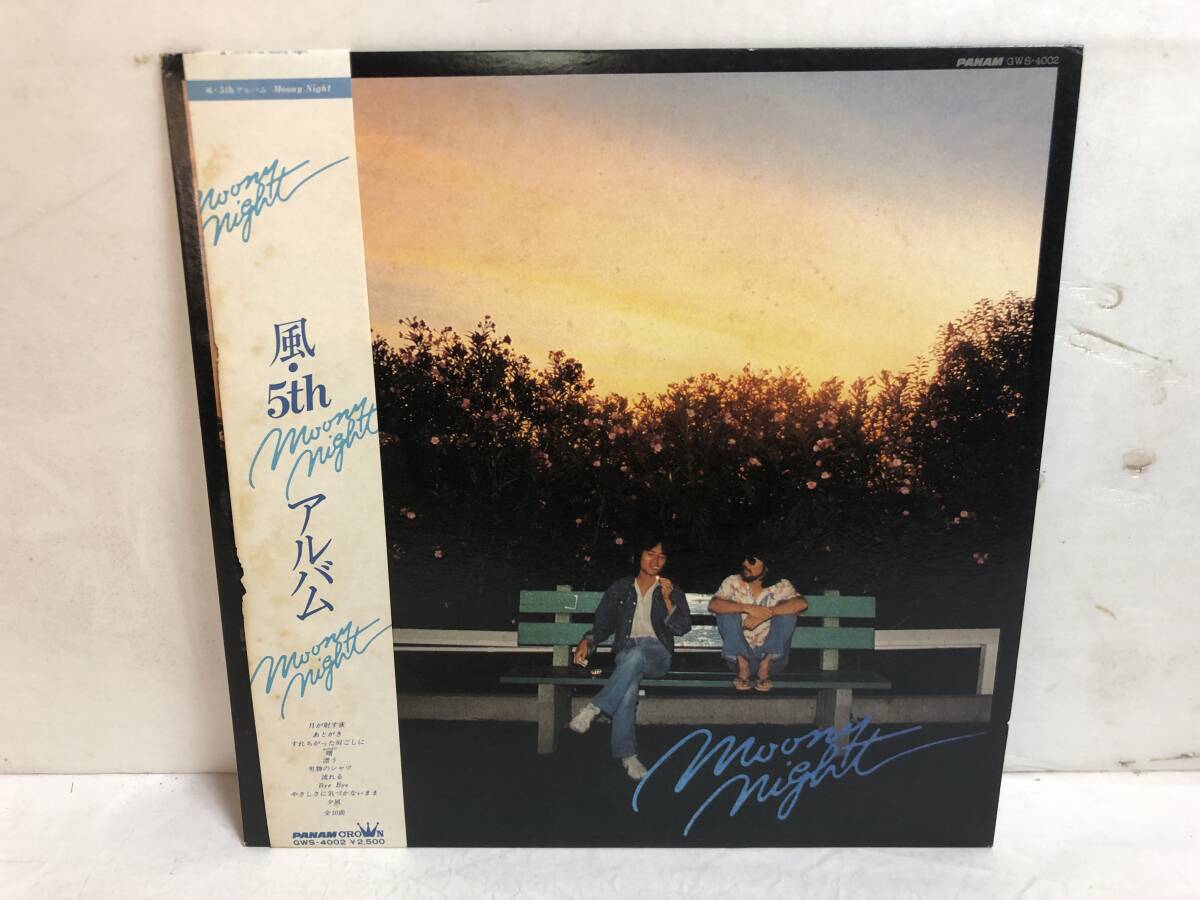 PANAM GWS-4002
風・5thアルバム Moony Night
Moony
Night
風・5th
Moony
Night
アルバム
Moony
Night
月が射す夜
あとがき
すれちがった肩ごしに
曙
漂う
男物のシャツ
流れる
Bye Bye
やさしさに気づかないまま
夕凪
全10曲
PANAM CROWN
GWS-4002 ¥2,500
Moony
Night